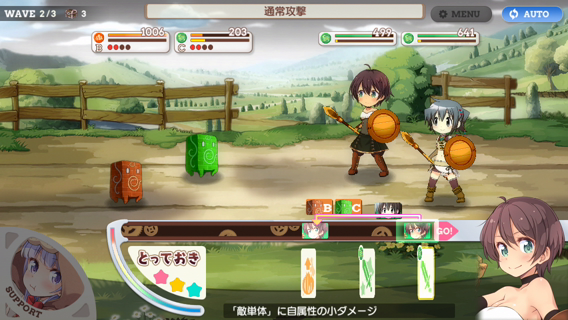 WAVE 2/3 3
通常攻撃
MENU
AUTO
1006
203
499
641
B
C
B C
GO!
とっておき
SUPPORT
「敵単体」に自属性の小ダメージ